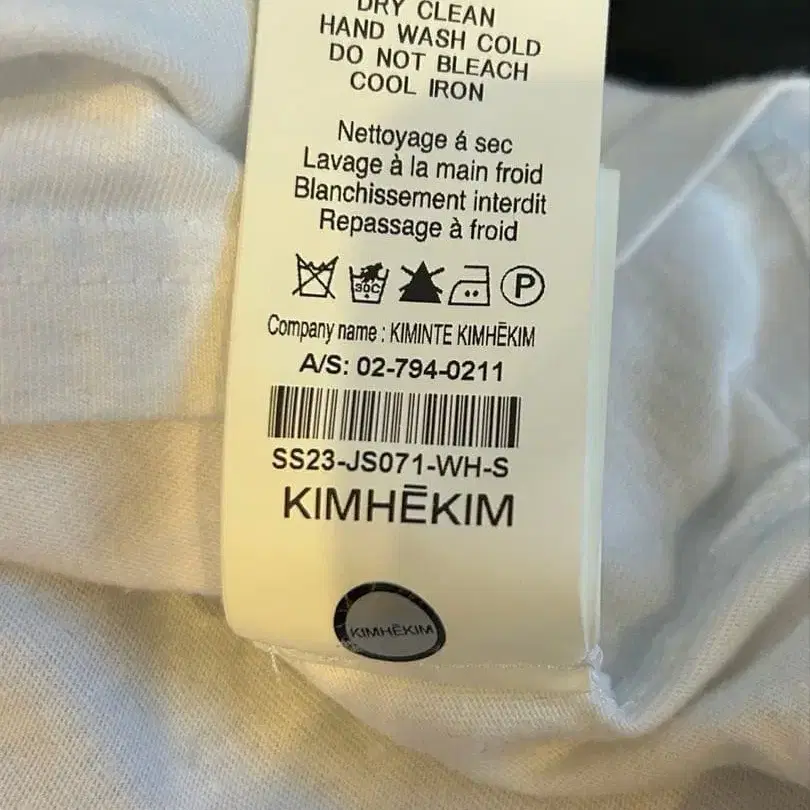 DRY CLEAN
HAND WASH COLD
DO NOT BLEACH
COOL IRON
Nettoyage á sec
Lavage à la main froid
Blanchissement interdit
Repassage à froid
30C P
Company name : KIMINTE KIMHĒKIM
A/S: 02-794-0211
SS23-JS071-WH-S
KIMHĒKIM
KIMHĒKIM